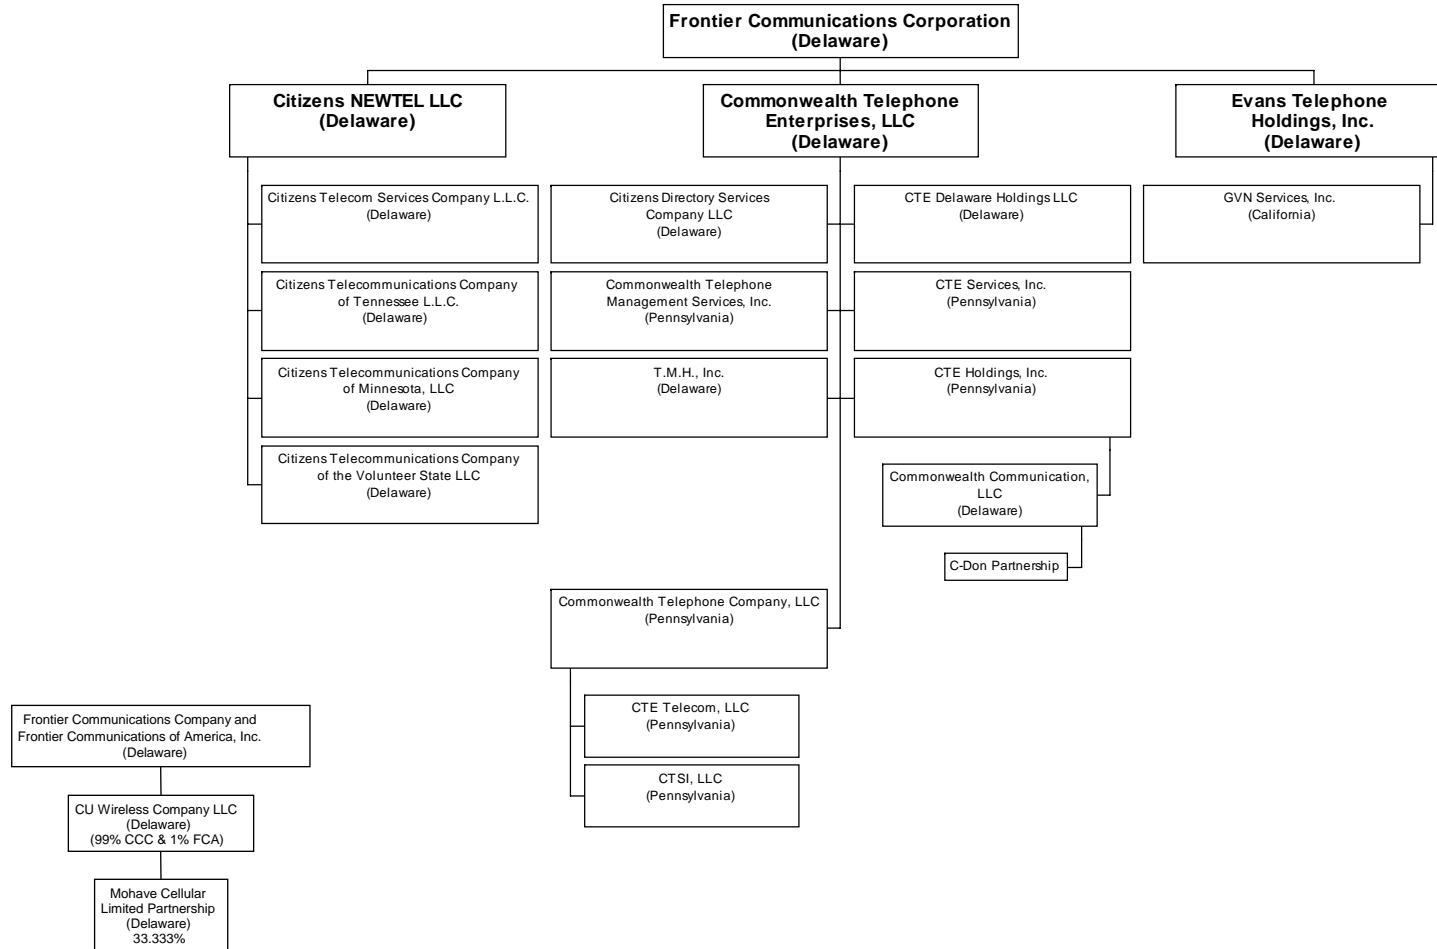 Frontier Communications Corporation
(Delaware)
Citizens NEWTEL LLC
(Delaware)
Commonwealth Telephone
Enterprises, LLC
(Delaware)
Evans Telephone
Holdings, Inc.
(Delaware)
Citizens Telecom Services Company L.L.C.
(Delaware)
Citizens Telecommunications Company
of Tennessee L.L.C.
(Delaware)
Citizens Telecommunications Company
of Minnesota, LLC
(Delaware)
Citizens Telecommunications Company
of the Volunteer State LLC
(Delaware)
Citizens Directory Services
Company LLC
(Delaware)
Commonwealth Telephone
Management Services, Inc.
(Pennsylvania)
T.M.H., Inc.
(Delaware)
CTE Delaware Holdings LLC
(Delaware)
CTE Services, Inc.
(Pennsylvania)
CTE Holdings, Inc.
(Pennsylvania)
Commonwealth Communication,
LLC
(Delaware)
C-Don Partnership
GVN Services, Inc.
(California)
Commonwealth Telephone Company, LLC
(Pennsylvania)
CTE Telecom, LLC
(Pennsylvania)
CTSI, LLC
(Pennsylvania)
Frontier Communications Company and
Frontier Communications of America, Inc.
(Delaware)
CU Wireless Company LLC
(Delaware)
(99% CCC & 1% FCA)
Mohave Cellular
Limited Partnership
(Delaware)
33.333%